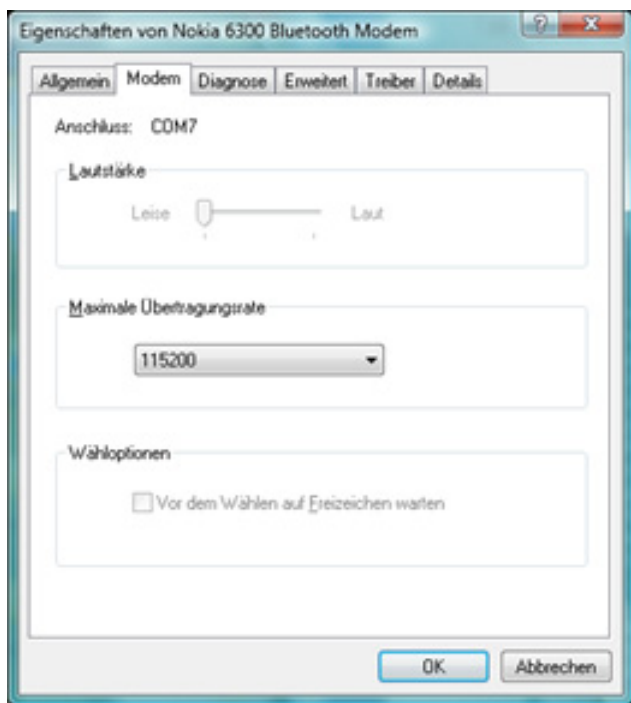 Eigenschaften von Nokia 6300 Bluetooth Modem
Allgemein Modem Diagnose Erweitert Treiber Details
Anschluss: COM7
Lautstärke
Leise Laut
Maximale Übertragungsrate
115200
Wähloptionen
Vor dem Wählen auf Freizeichen warten
OK Abbrechen